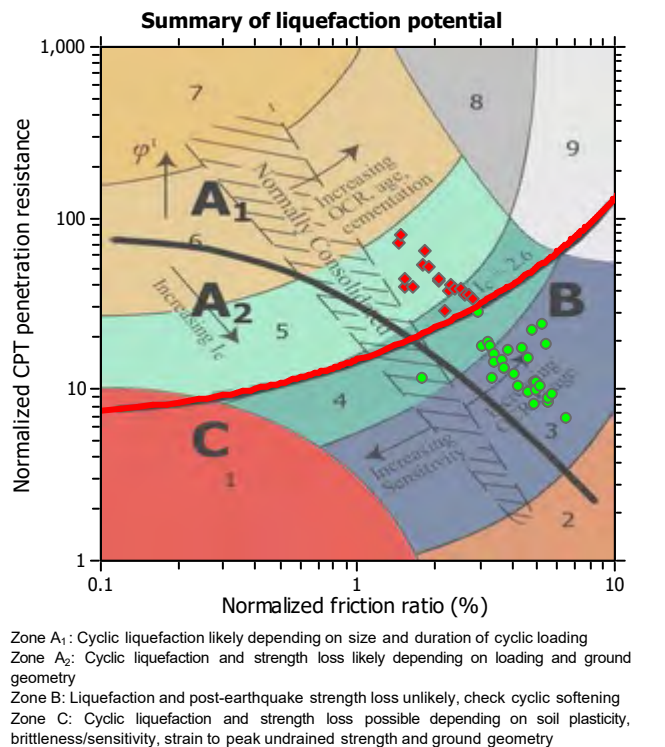 Summary of liquefaction potential
1,000
100
10
1
0.1
1
10
Normalized CPT penetration resistance
Normalized friction ratio (%)
7
8
9
φ'
A1
6
A2
5
4
B
C
1
3
2
Normally Consolidated
Increasing
OCR, age,
cementation
Increasing Ic
Ic = 2.6
Increasing
Sensitivity
Zone A1: Cyclic liquefaction likely depending on size and duration of cyclic loading
Zone A2: Cyclic liquefaction and strength loss likely depending on loading and ground
geometry
Zone B: Liquefaction and post-earthquake strength loss unlikely, check cyclic softening
Zone C: Cyclic liquefaction and strength loss possible depending on soil plasticity,
brittleness/sensitivity, strain to peak undrained strength and ground geometry